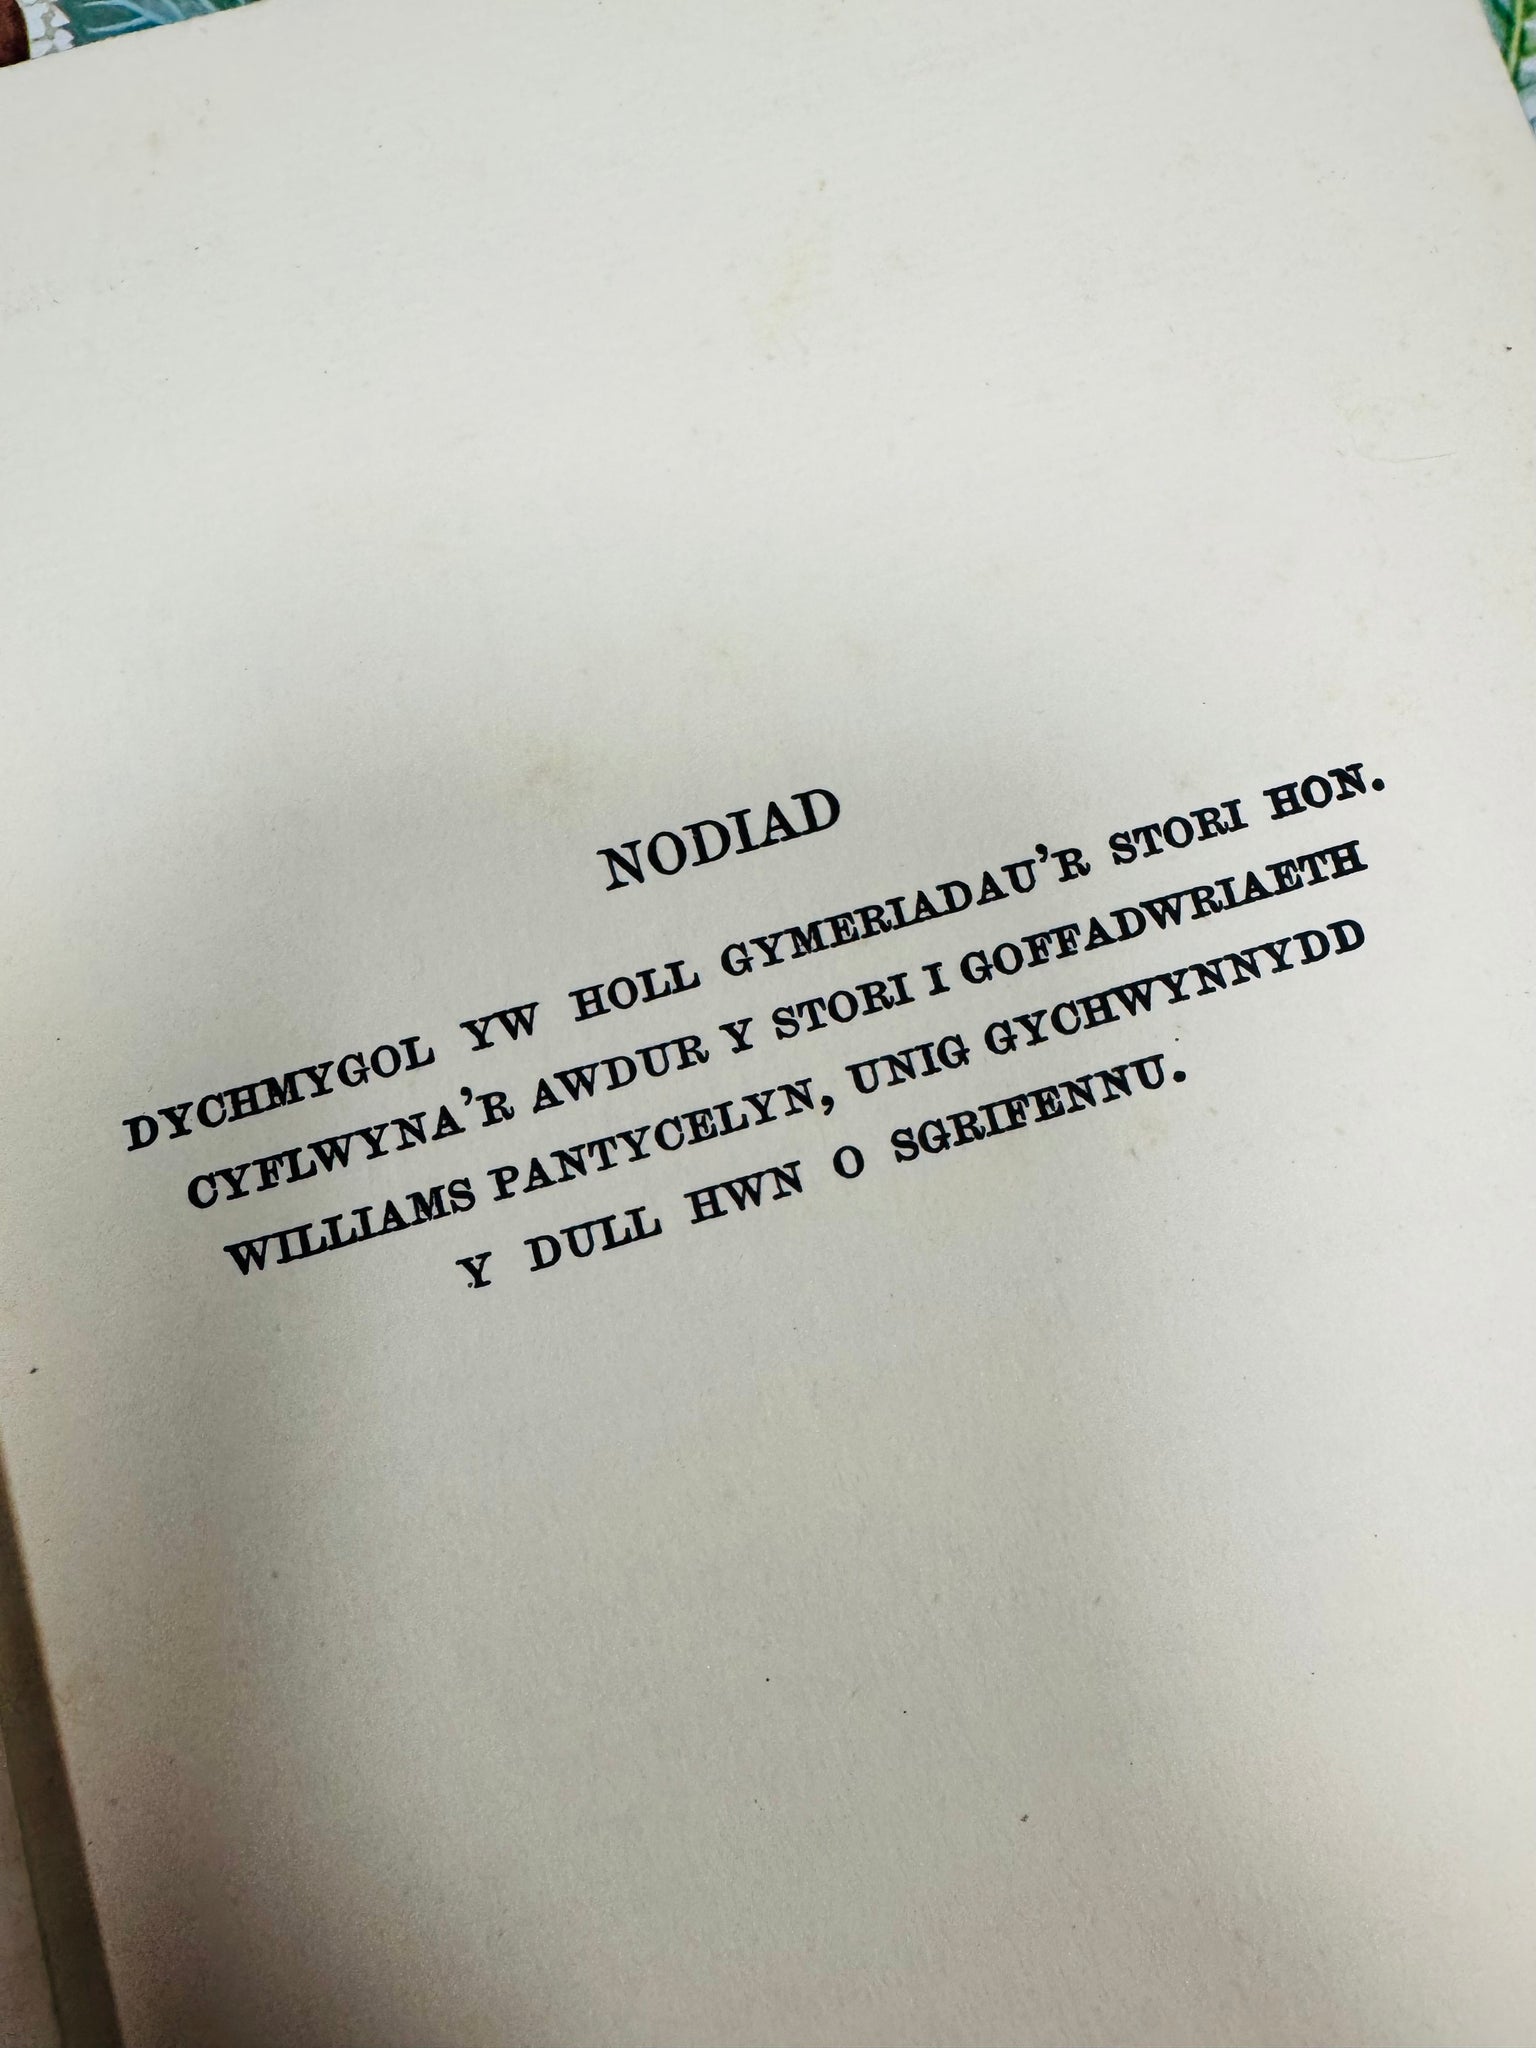 NODIAD
DYCHMYGOL YW HOLL GYMERIADAU'R STORI HON.
CYFLWYNA'R AWDUR Y STORI I GOFFADWRIAETH
WILLIAMS PANTYCELYN, UNIG GYCHWYNNYDD
Y DULL HWN O SGRIFENNU.